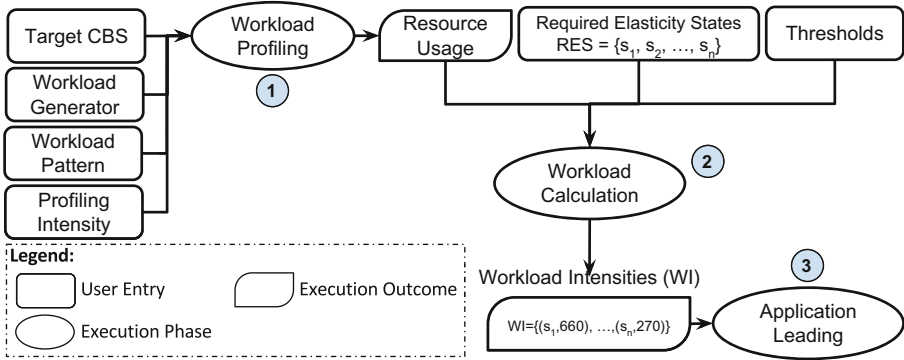 Target CBS
Workload
Generator
Workload
Pattern
Profiling
Intensity
Workload
Profiling
1
Resource
Usage
Required Elasticity States
RES = {s1, s2, …, sn}
Thresholds
Workload
Calculation
2
Workload Intensities (WI)
WI={(s1,660), …,(sn,270)}
3
Application
Leading
Legend:
User Entry
Execution Outcome
Execution Phase